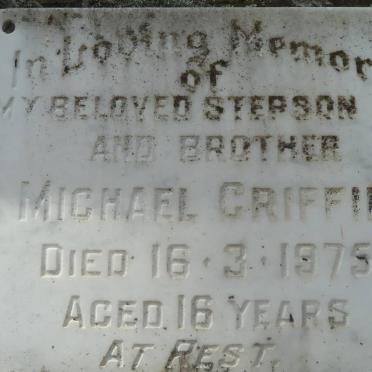 In Loving Memor
of
MY BELOVED STEPSON
AND BROTHER
MICHAEL GRIFFI
DIED 16·3·1975
AGED 16 YEARS
AT REST.